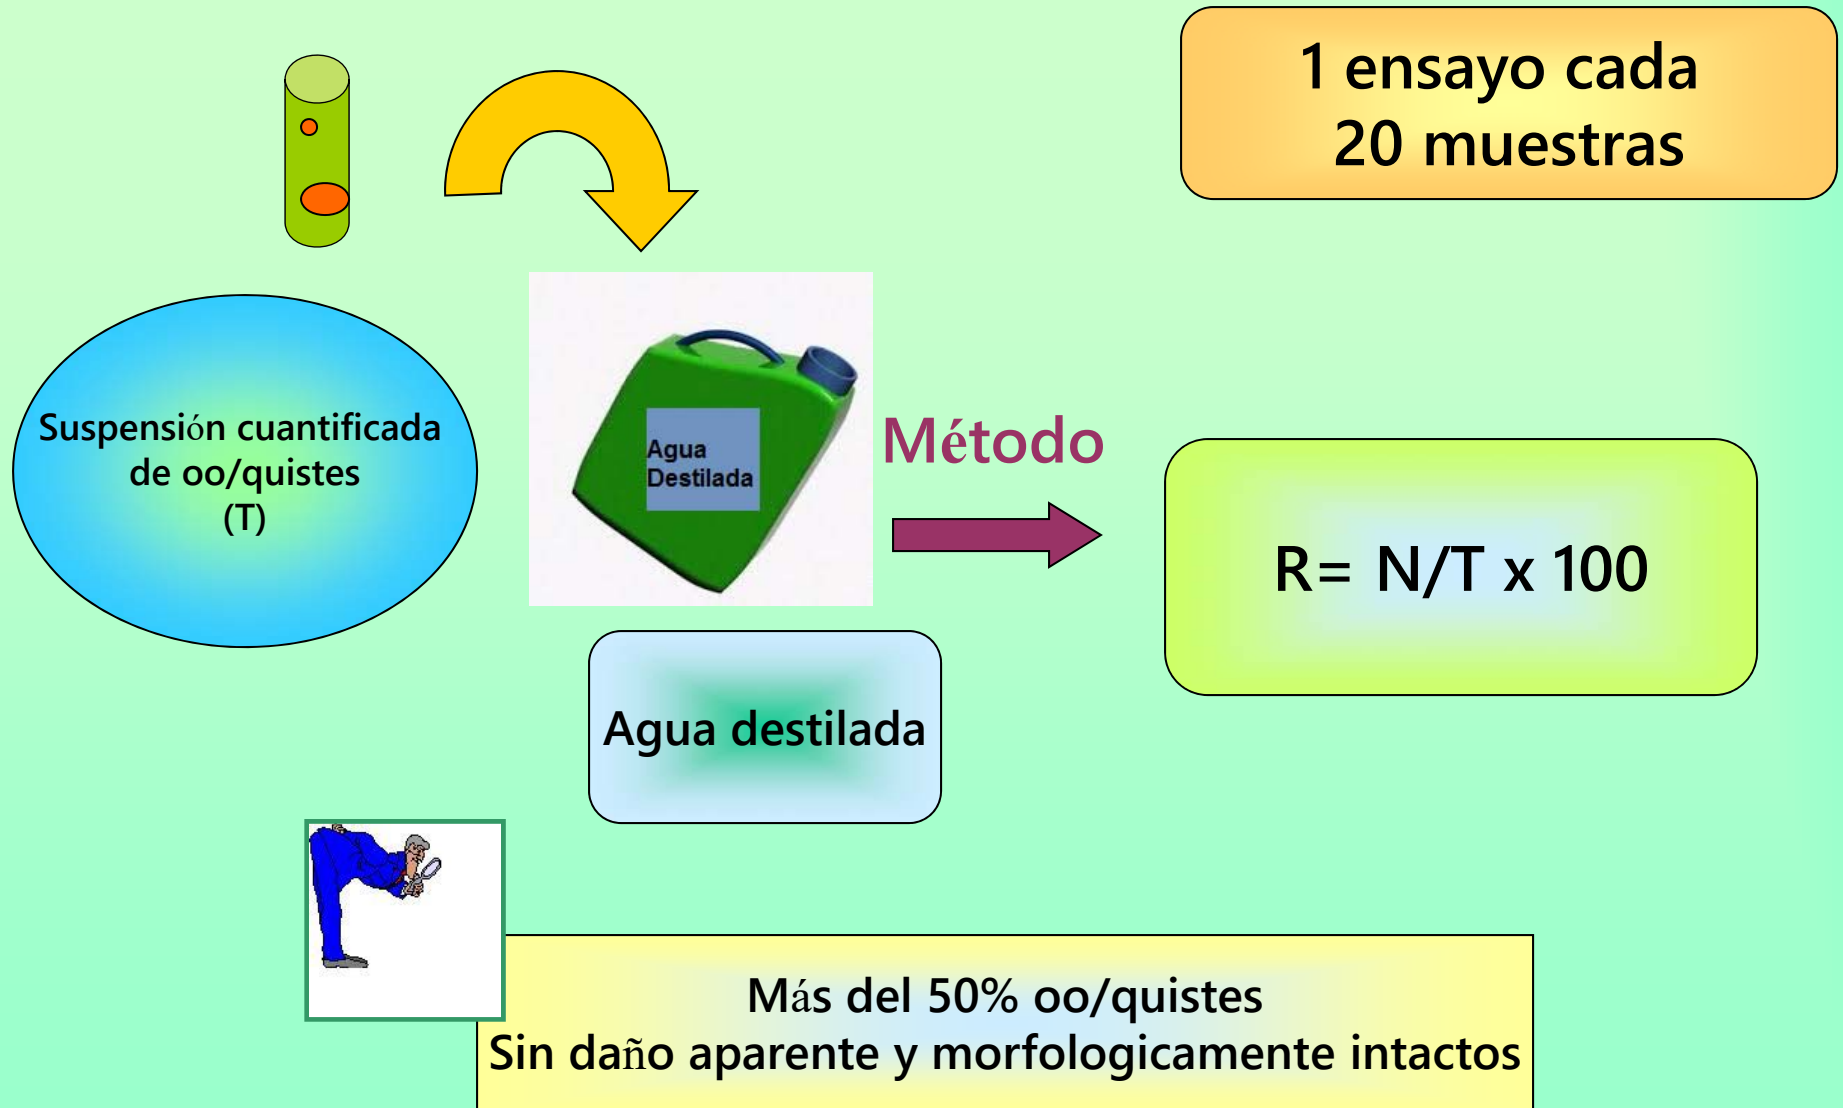 1 ensayo cada
20 muestras
Suspensión cuantificada
de oo/quistes
(T)
Agua
Destilada
Método
R= N/T x 100
Agua destilada
Más del 50% oo/quistes
Sin daño aparente y morfologicamente intactos